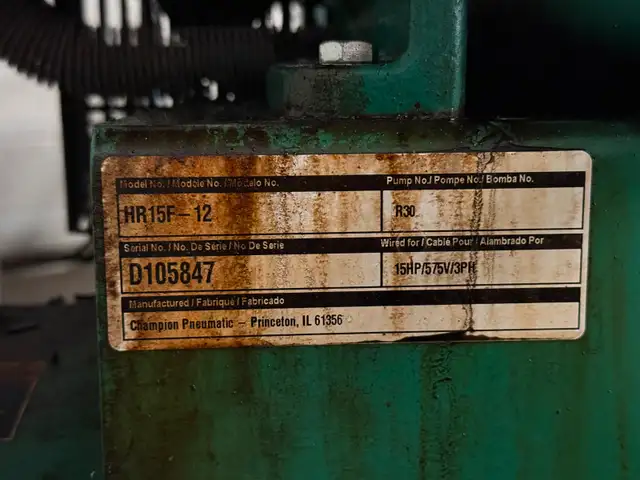 Model No./ Modèle No./ Modelo No.
Pump No./ Pompe No./ Bomba No.
HR15F-12
R30
Serial No./ No. De Série / No De Serie
Wired for / Cable Pour / Alambrado Por
D105847
15HP/575V/3PH
Manufactured / Fabriqué / Fabricado
Champion Pneumatic - Princeton, IL 61356